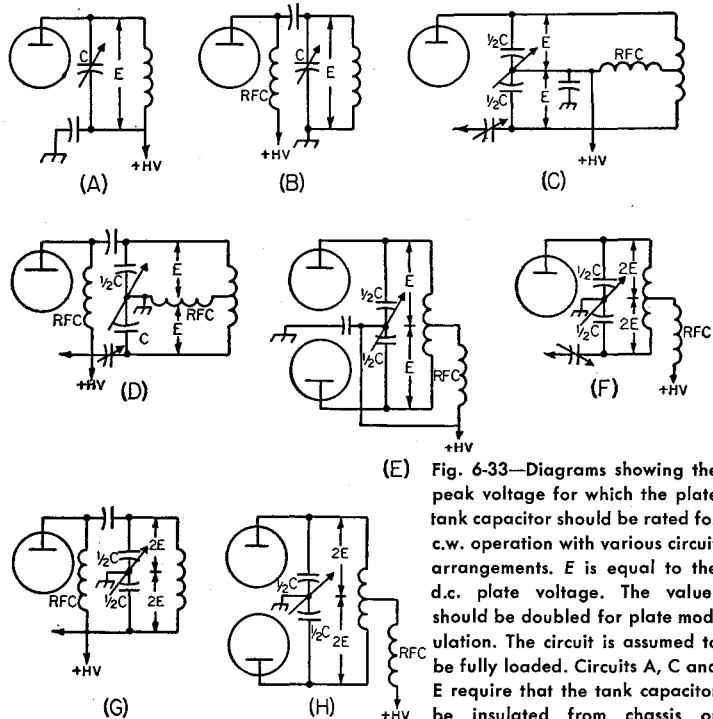 C E
+HV
(A)
RFC C E
+HV
(B)
½C E
½C E
RFC
+HV
(C)
RFC ½C E
C E RFC
+HV
(D)
½C E
½C E
RFC
+HV
(E)
½C 2E
½C 2E
RFC
+HV
(F)
RFC ½C 2E
½C 2E
+HV
(G)
½C 2E
½C 2E
RFC
+HV
(H)
Fig. 6-33—Diagrams showing the
peak voltage for which the plate
tank capacitor should be rated fo
c.w. operation with various circuit
arrangements. E is equal to the
d.c. plate voltage. The value
should be doubled for plate mod
ulation. The circuit is assumed to
be fully loaded. Circuits A, C and
E require that the tank capacitor
be insulated from chassis or